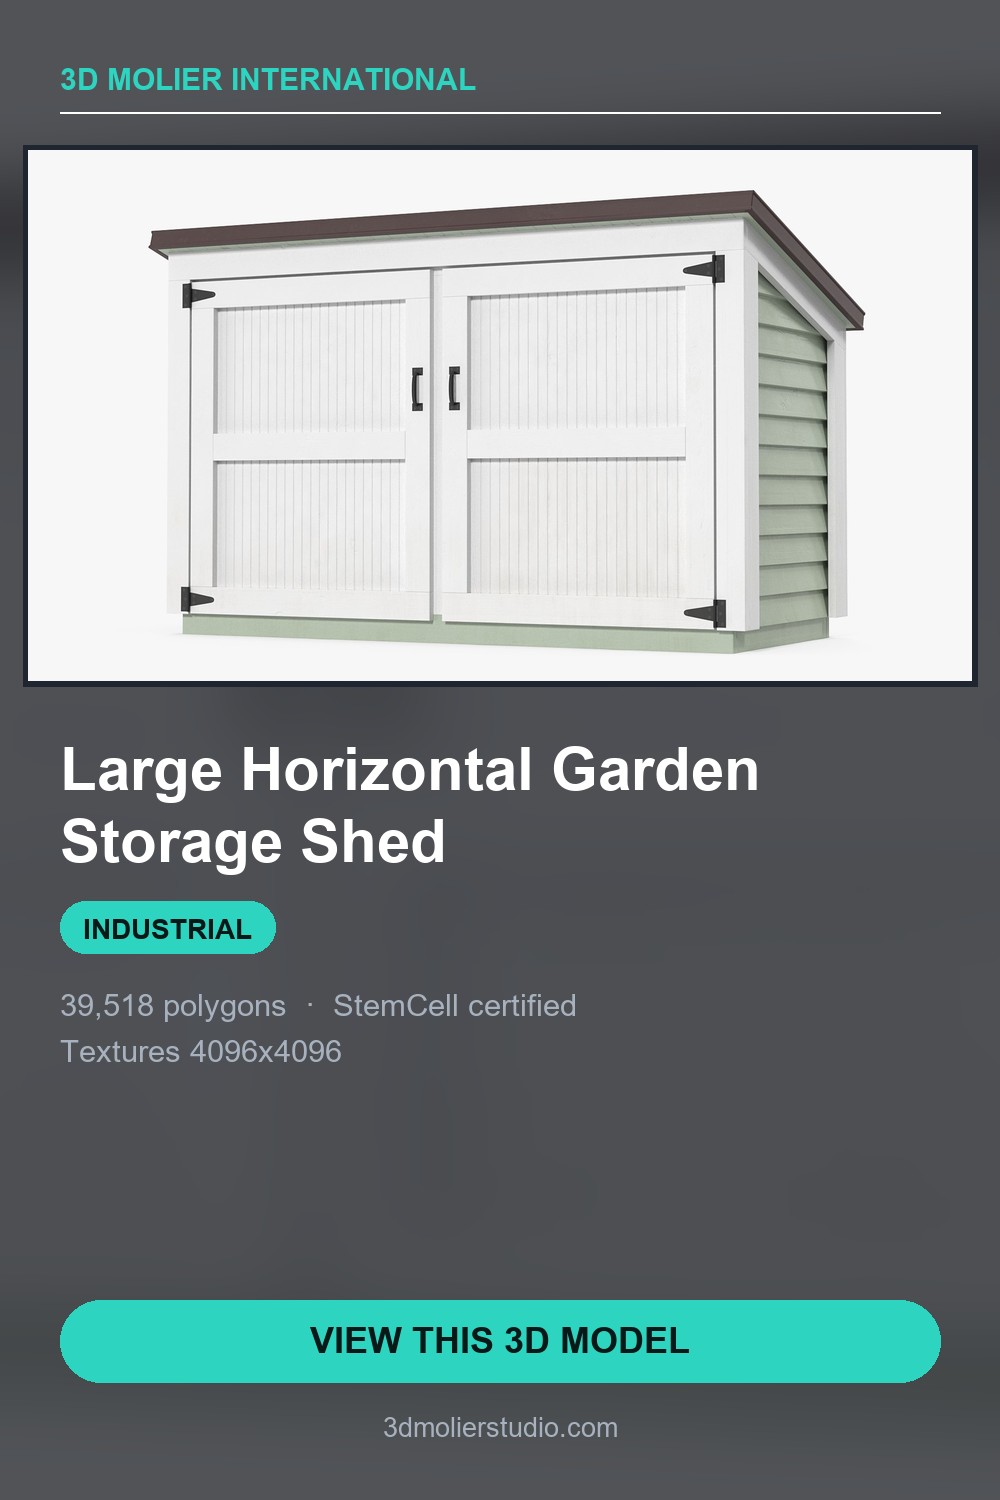 3D MOLIER INTERNATIONAL
Large Horizontal Garden
Storage Shed
INDUSTRIAL
39,518 polygons · StemCell certified
Textures 4096x4096
VIEW THIS 3D MODEL
3dmolierstudio.com